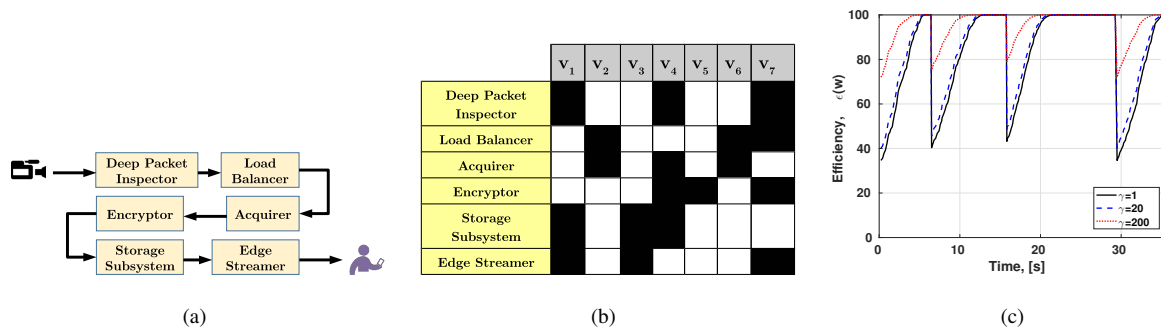 Deep Packet
Inspector
Load
Balancer
Encryptor
Acquirer
Storage
Subsystem
Edge
Streamer
(a)
v1 v2 v3 v4 v5 v6 v7
Deep Packet
Inspector
Load Balancer
Acquirer
Encryptor
Storage
Subsystem
Edge Streamer
(b)
Efficiency, ϵ(w)
100
80
60
40
20
0
0 10 20 30
Time, [s]
γ=1
γ=20
γ=200
(c)